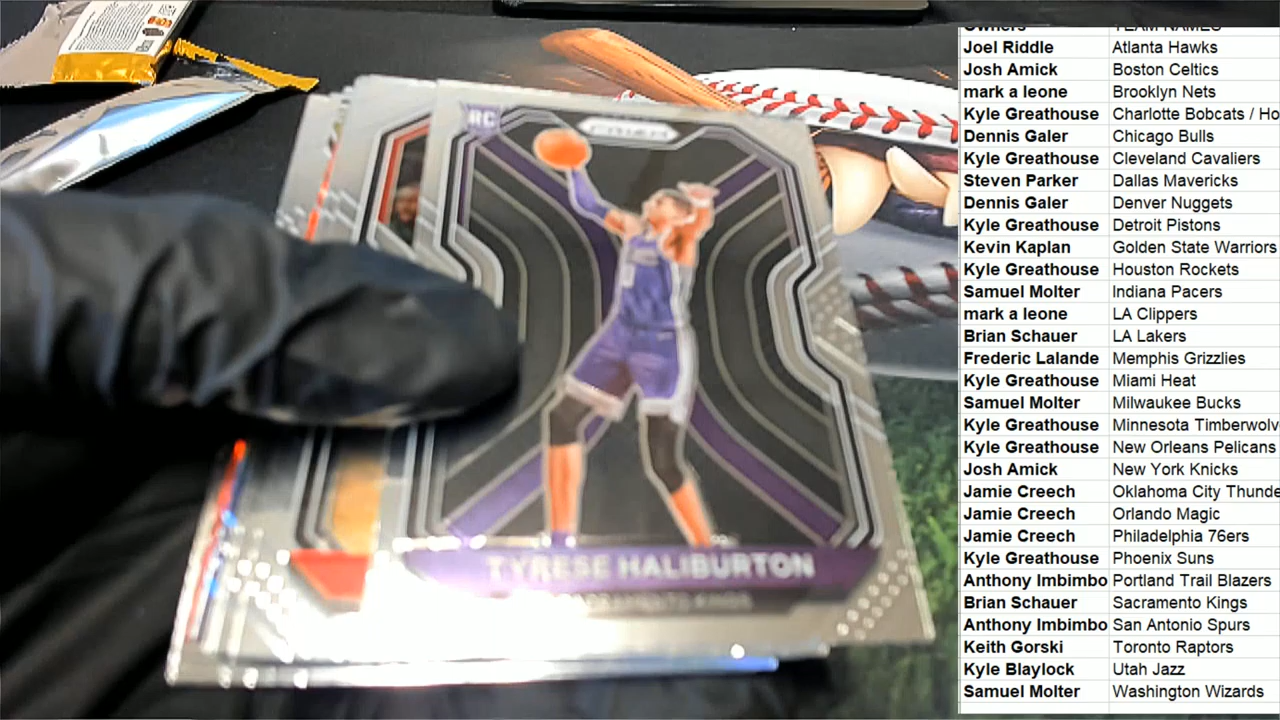 RC
PRIZM
TYRESE HALIBURTON
SACRAMENTO KINGS
Owners TEAM NAMES
Joel Riddle Atlanta Hawks
Josh Amick Boston Celtics
mark a leone Brooklyn Nets
Kyle Greathouse Charlotte Bobcats / Ho
Dennis Galer Chicago Bulls
Kyle Greathouse Cleveland Cavaliers
Steven Parker Dallas Mavericks
Dennis Galer Denver Nuggets
Kyle Greathouse Detroit Pistons
Kevin Kaplan Golden State Warriors
Kyle Greathouse Houston Rockets
Samuel Molter Indiana Pacers
mark a leone LA Clippers
Brian Schauer LA Lakers
Frederic Lalande Memphis Grizzlies
Kyle Greathouse Miami Heat
Samuel Molter Milwaukee Bucks
Kyle Greathouse Minnesota Timberwolv
Kyle Greathouse New Orleans Pelicans
Josh Amick New York Knicks
Jamie Creech Oklahoma City Thunde
Jamie Creech Orlando Magic
Jamie Creech Philadelphia 76ers
Kyle Greathouse Phoenix Suns
Anthony Imbimbo Portland Trail Blazers
Brian Schauer Sacramento Kings
Anthony Imbimbo San Antonio Spurs
Keith Gorski Toronto Raptors
Kyle Blaylock Utah Jazz
Samuel Molter Washington Wizards